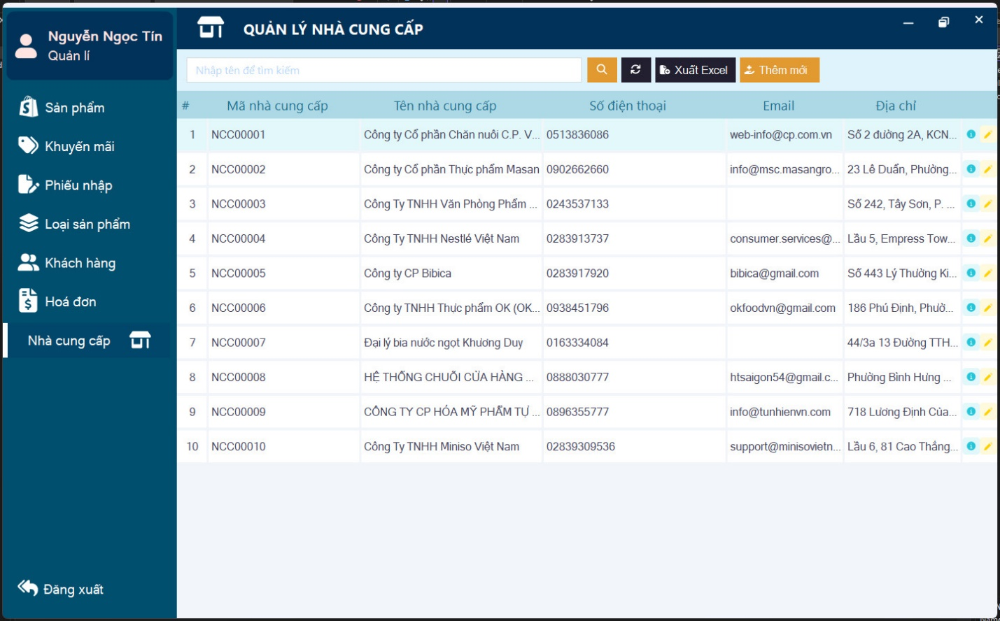 Nguyễn Ngọc Tín
Quản lí
Sản phẩm
Khuyến mãi
Phiếu nhập
Loại sản phẩm
Khách hàng
Hoá đơn
Nhà cung cấp
Đăng xuất
QUẢN LÝ NHÀ CUNG CẤP
Nhập tên để tìm kiếm
Xuất Excel
Thêm mới
# Mã nhà cung cấp Tên nhà cung cấp Số điện thoại Email Địa chỉ
1 NCC00001 Công ty Cổ phần Chăn nuôi C.P. V... 0513836086 web-info@cp.com.vn Số 2 đường 2A, KCN...
2 NCC00002 Công ty Cổ phần Thực phẩm Masan 0902662660 info@msc.masangro... 23 Lê Duẩn, Phường...
3 NCC00003 Công Ty TNHH Văn Phòng Phẩm ... 0243537133 Số 242, Tây Sơn, P. ...
4 NCC00004 Công Ty TNHH Nestlé Việt Nam 0283913737 consumer.services@... Lầu 5, Empress Tow...
5 NCC00005 Công ty CP Bibica 0283917920 bibica@gmail.com Số 443 Lý Thường Ki...
6 NCC00006 Công ty TNHH Thực phẩm OK (OK... 0938451796 okfoodvn@gmail.com 186 Phú Định, Phườ...
7 NCC00007 Đại lý bia nước ngọt Khương Duy 0163334084 44/3a 13 Đường TTH...
8 NCC00008 HỆ THỐNG CHUỖI CỬA HÀNG ... 0888030777 htsaigon54@gmail.c... Phường Bình Hưng ...
9 NCC00009 CÔNG TY CP HÓA MỸ PHẨM TỰ ... 0896355777 info@tunhienvn.com 718 Lương Định Của...
10 NCC00010 Công Ty TNHH Miniso Việt Nam 02839309536 support@minisovietn... Lầu 6, 81 Cao Thắng...